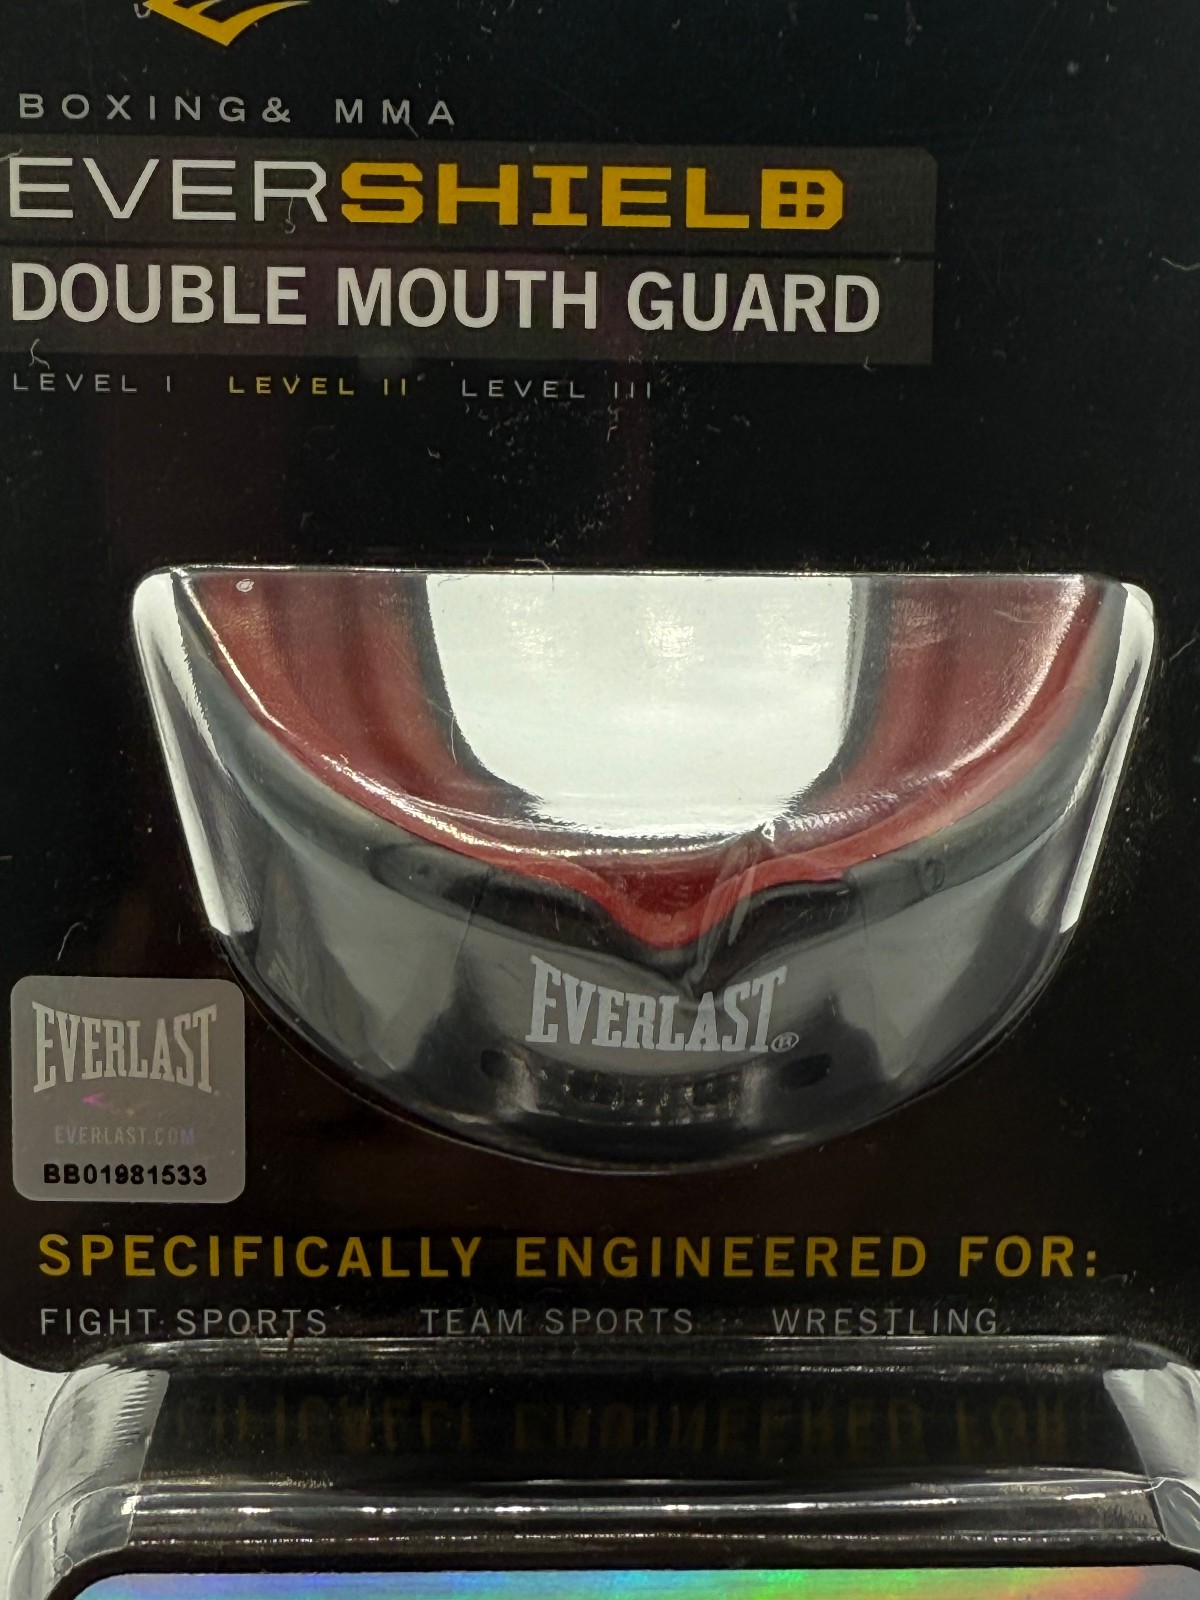 BOXING& MMA
EVERSHIELD
DOUBLE MOUTH GUARD
LEVEL I LEVEL II LEVEL III
EVERLAST®
EVERLAST
EVERLAST.COM
BB01981533
SPECIFICALLY ENGINEERED FOR:
FIGHT SPORTS TEAM SPORTS WRESTLING